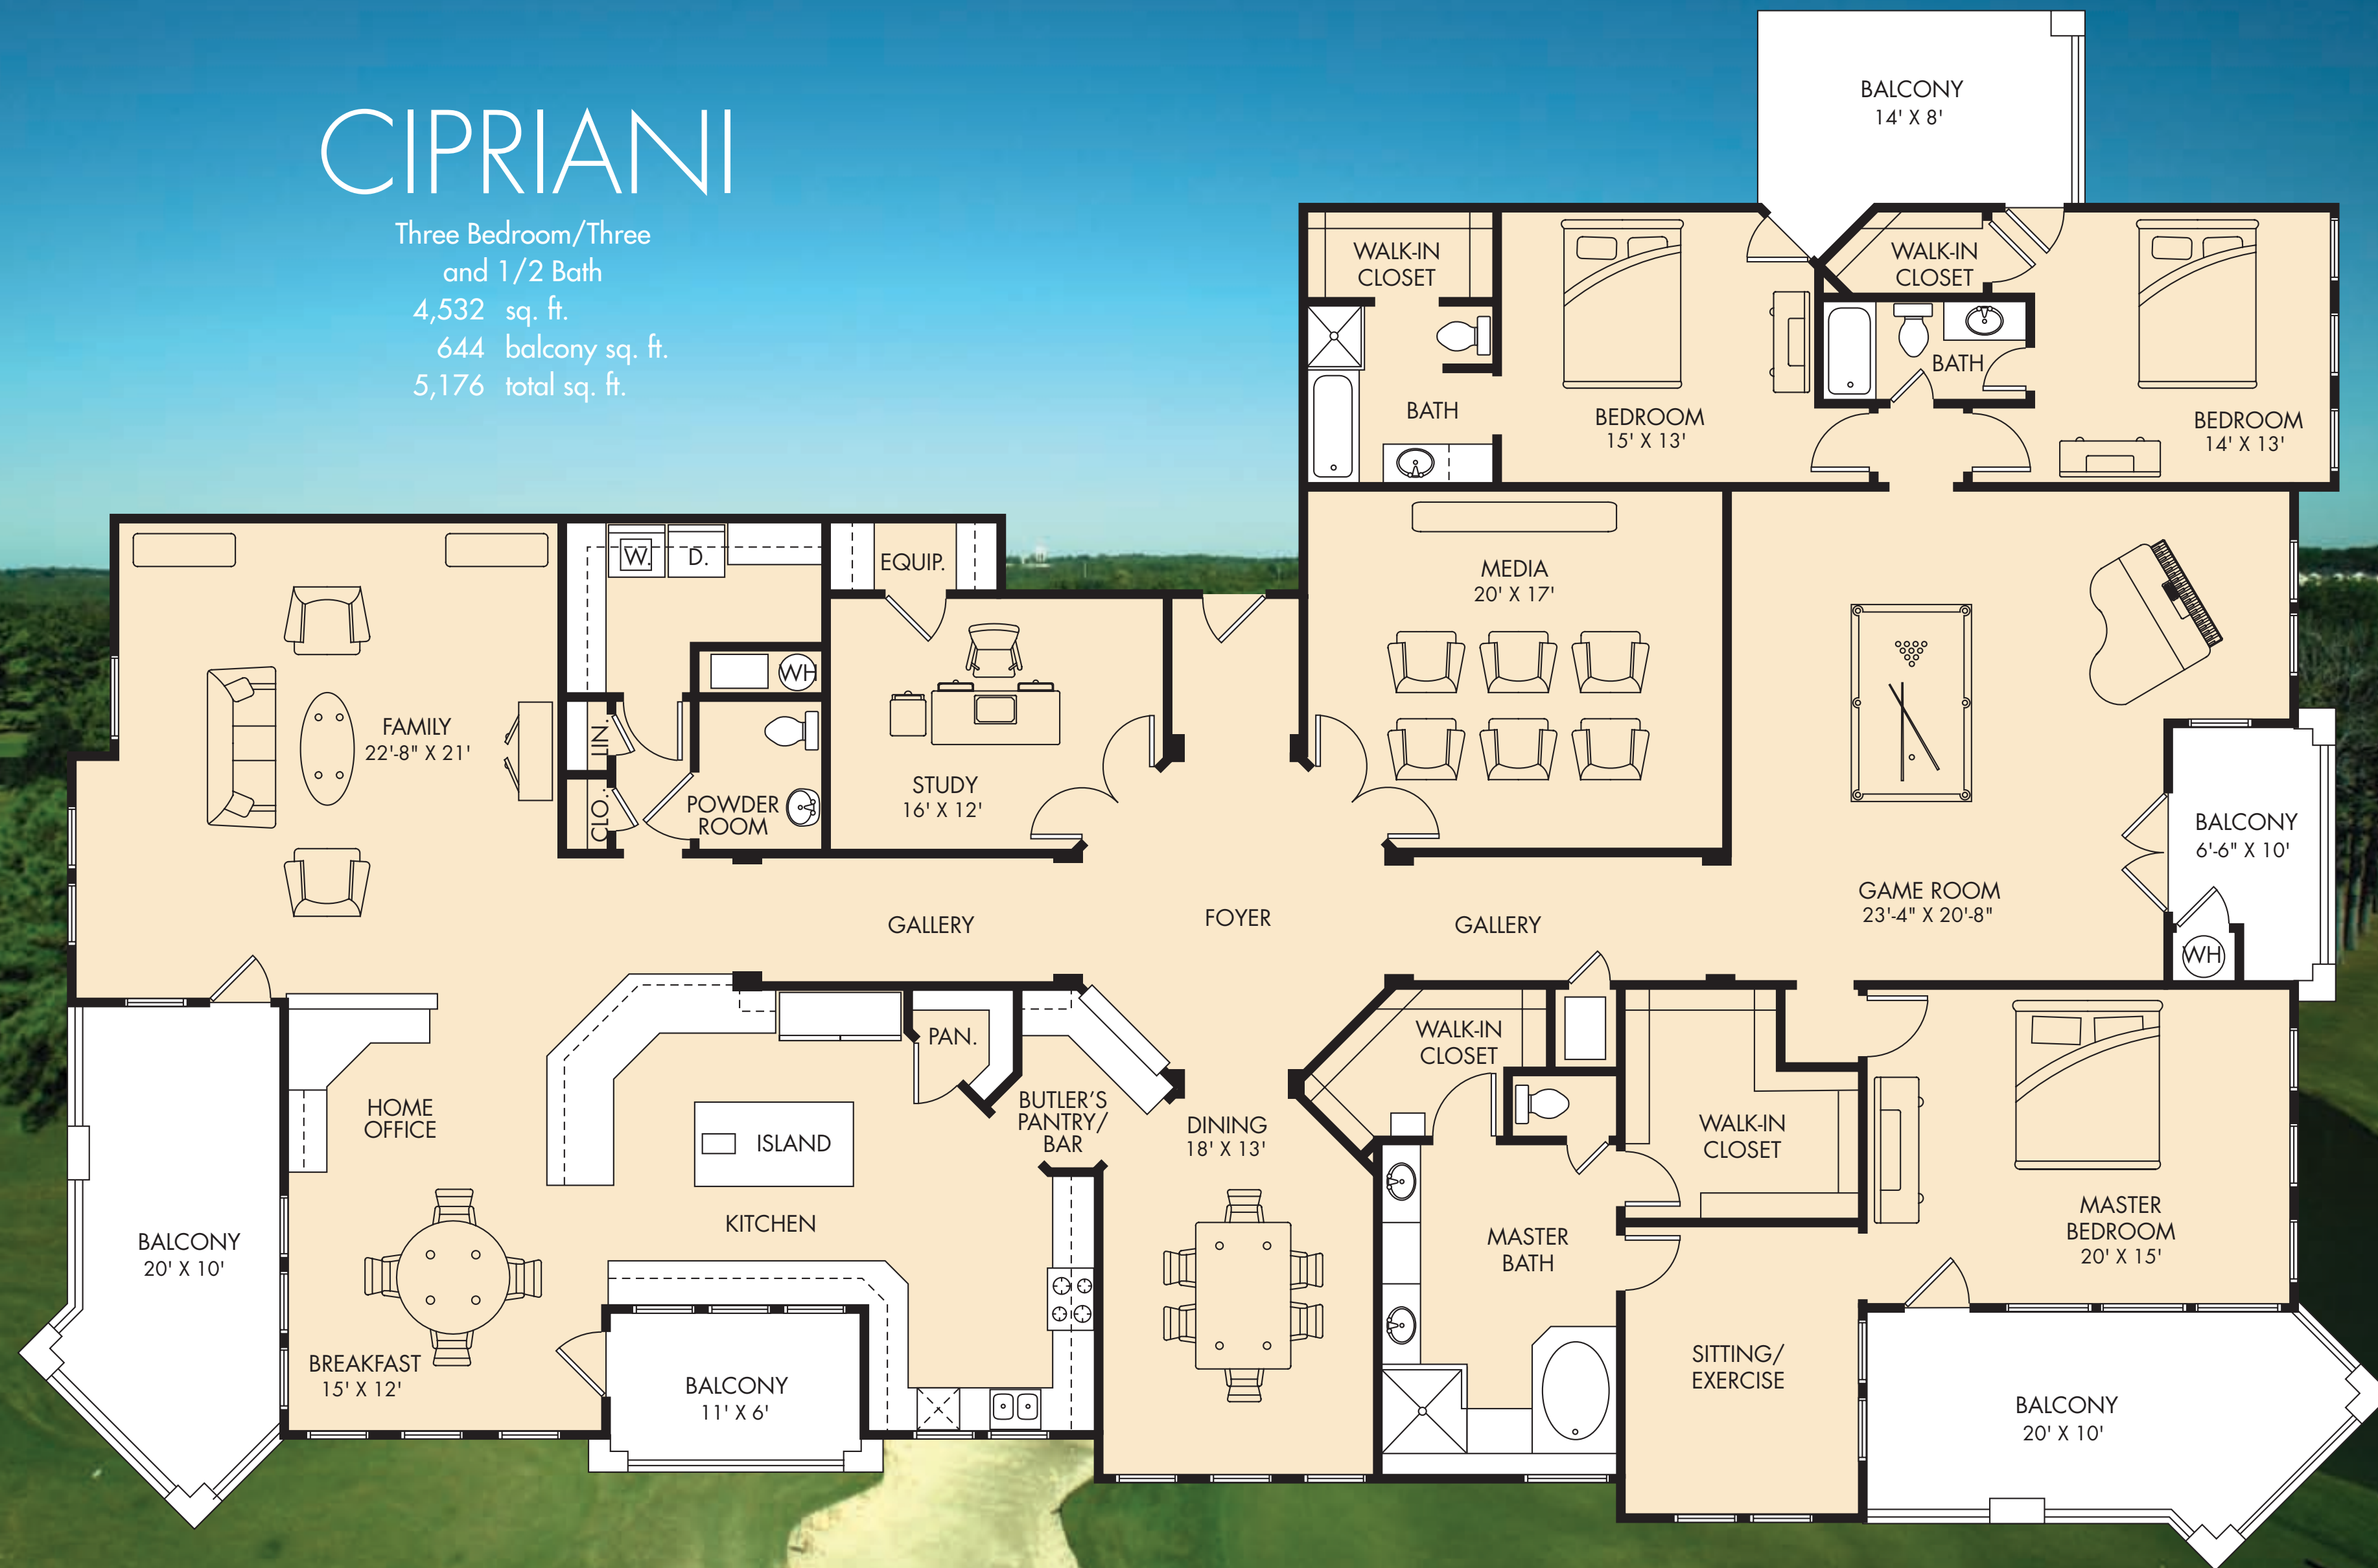 CIPRIANI
Three Bedroom/Three
and 1/2 Bath
4,532 sq. ft.
644 balcony sq. ft.
5,176 total sq. ft.
BALCONY
14' X 8'
WALK-IN
CLOSET
WALK-IN
CLOSET
BATH
BATH
BEDROOM
15' X 13'
BEDROOM
14' X 13'
W.
D.
EQUIP.
MEDIA
20' X 17'
WH
FAMILY
22'-8" X 21'
LIN.
CLO.
POWDER
ROOM
STUDY
16' X 12'
BALCONY
6'-6" X 10'
GAME ROOM
23'-4" X 20'-8"
GALLERY
FOYER
GALLERY
WH
PAN.
WALK-IN
CLOSET
HOME
OFFICE
BUTLER'S
PANTRY/
BAR
ISLAND
DINING
18' X 13'
WALK-IN
CLOSET
KITCHEN
BALCONY
20' X 10'
MASTER
BATH
MASTER
BEDROOM
20' X 15'
BREAKFAST
15' X 12'
BALCONY
11' X 6'
SITTING/
EXERCISE
BALCONY
20' X 10'